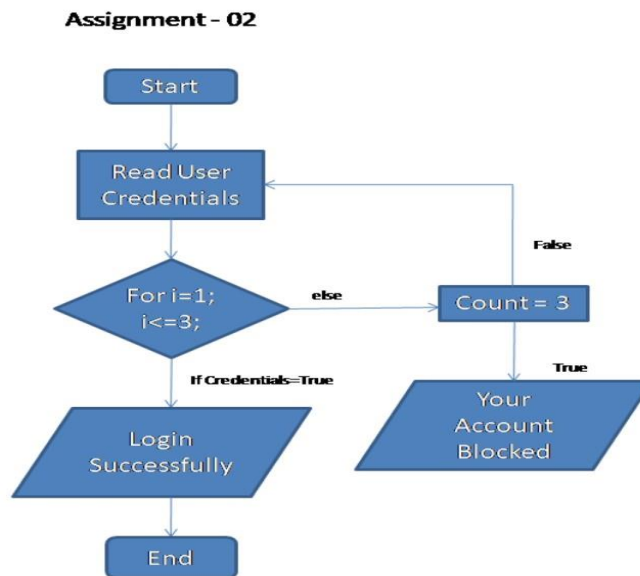 Assignment - 02
Start
Read User
Credentials
False
For i=1;
i<=3;
else
Count = 3
If Credentials=True
True
Login
Successfully
Your
Account
Blocked
End